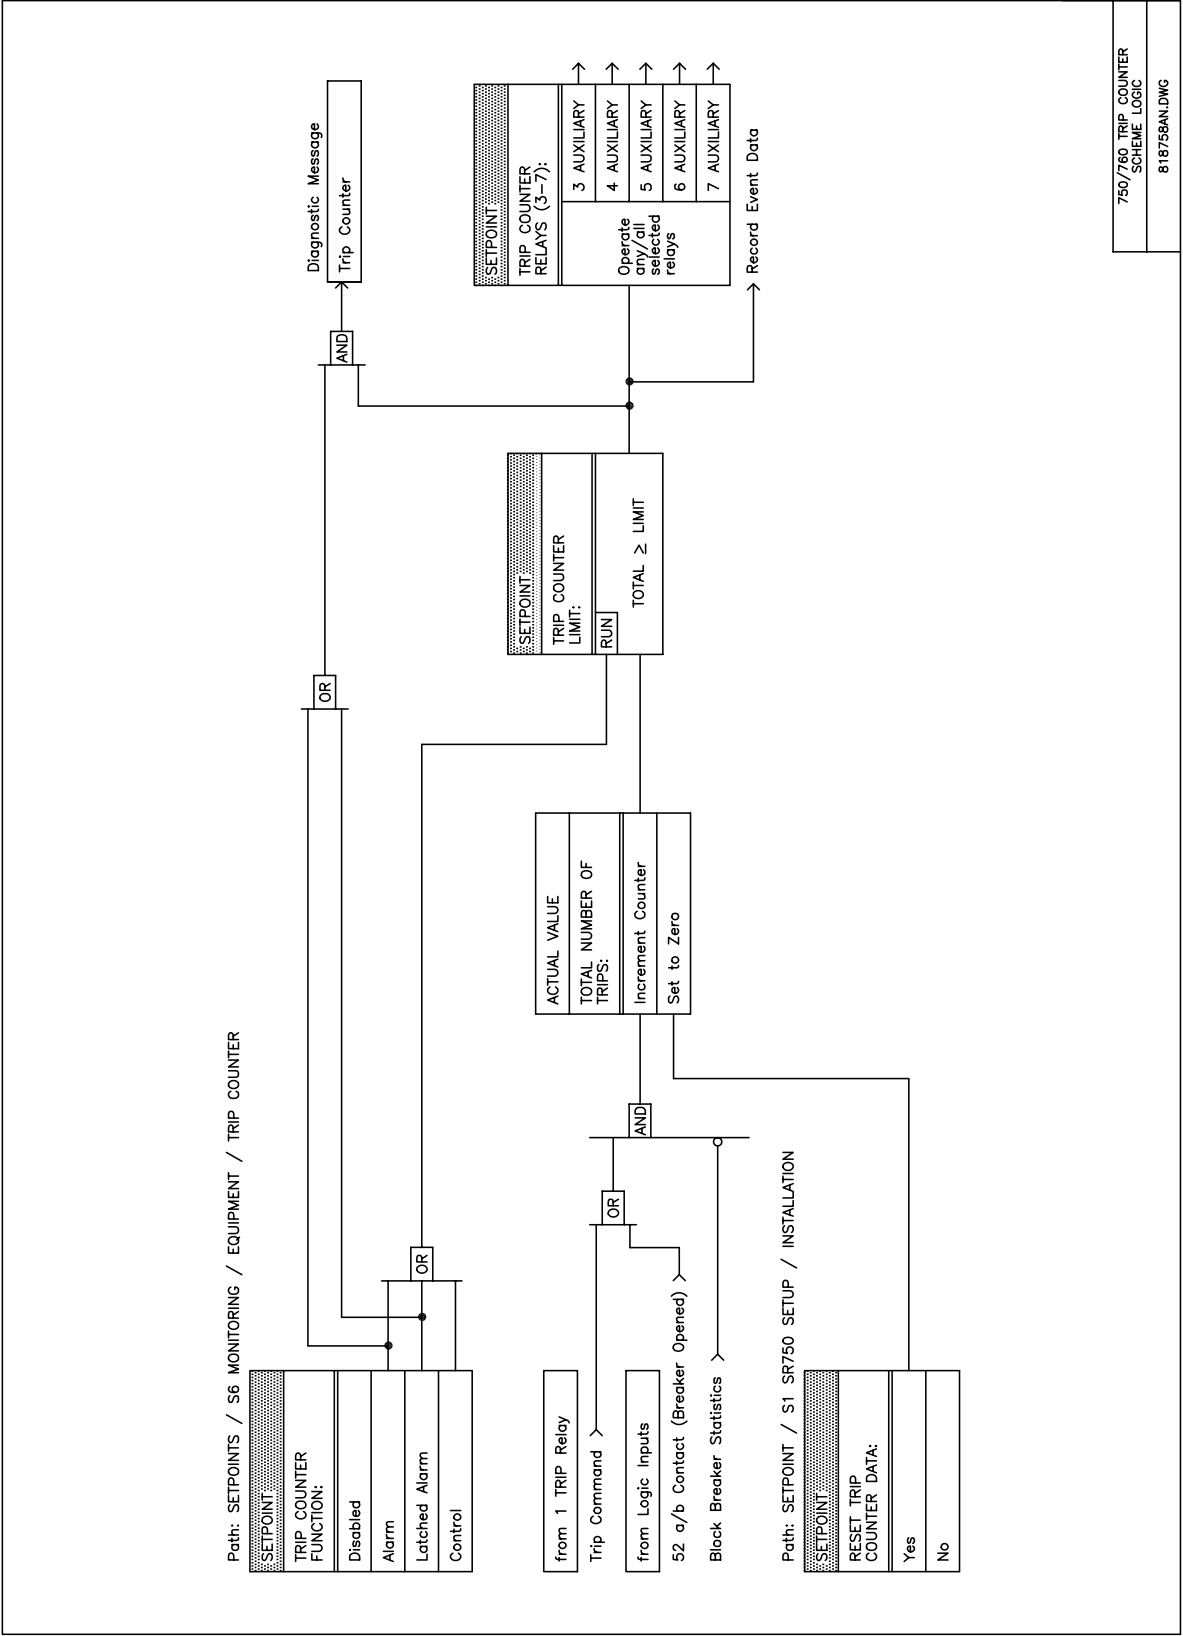 Path: SETPOINTS / S6 MONITORING / EQUIPMENT / TRIP COUNTER
SETPOINT
TRIP COUNTER
FUNCTION:
Disabled
Alarm
Latched Alarm
Control
OR
OR
AND
Diagnostic Message
Trip Counter
from 1 TRIP Relay
Trip Command
from Logic Inputs
52 a/b Contact (Breaker Opened)
Block Breaker Statistics
OR
AND
ACTUAL VALUE
TOTAL NUMBER OF
TRIPS:
Increment Counter
Set to Zero
SETPOINT
TRIP COUNTER
LIMIT:
RUN
TOTAL ≥ LIMIT
SETPOINT
TRIP COUNTER
RELAYS (3–7):
Operate
any/all
selected
relays
3 AUXILIARY
4 AUXILIARY
5 AUXILIARY
6 AUXILIARY
7 AUXILIARY
Record Event Data
Path: SETPOINT / S1 SR750 SETUP / INSTALLATION
SETPOINT
RESET TRIP
COUNTER DATA:
Yes
No
750/760 TRIP COUNTER
SCHEME LOGIC
818758AN.DWG